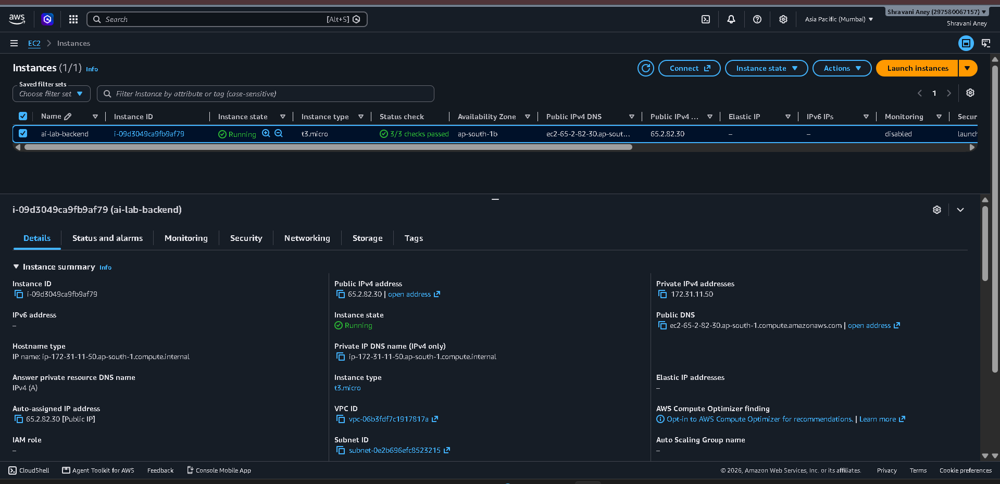 aws
Search
[Alt+S]
Asia Pacific (Mumbai)
Shravani Aney (297580067157)
Shravani Aney
EC2
Instances
Instances (1/1) Info
Connect
Instance state
Actions
Launch instances
Saved filter sets
Choose filter set
Filter Instance by attribute or tag (case-sensitive)
1
Name Instance ID Instance state Instance type Status check Availability Zone Public IPv4 DNS Public IPv4 ... Elastic IP IPv6 IPs Monitoring Secur
ai-lab-backend i-09d3049ca9fb9af79 Running t3.micro 3/3 checks passed ap-south-1b ec2-65-2-82-30.ap-sout... 65.2.82.30 – – disabled launch
i-09d3049ca9fb9af79 (ai-lab-backend)
Details Status and alarms Monitoring Security Networking Storage Tags
Instance summary Info
Instance ID
i-09d3049ca9fb9af79
Public IPv4 address
65.2.82.30 | open address
Private IPv4 addresses
172.31.11.50
IPv6 address
–
Instance state
Running
Public DNS
ec2-65-2-82-30.ap-south-1.compute.amazonaws.com | open address
Hostname type
IP name: ip-172-31-11-50.ap-south-1.compute.internal
Private IP DNS name (IPv4 only)
ip-172-31-11-50.ap-south-1.compute.internal
Answer private resource DNS name
IPv4 (A)
Instance type
t3.micro
Elastic IP addresses
–
Auto-assigned IP address
65.2.82.30 [Public IP]
VPC ID
vpc-06b3fdf7c1917817a
AWS Compute Optimizer finding
Opt-in to AWS Compute Optimizer for recommendations. | Learn more
IAM role
–
Subnet ID
subnet-0e2b696efc8523215
Auto Scaling Group name
–
CloudShell Agent Toolkit for AWS Feedback Console Mobile App © 2026, Amazon Web Services, Inc. or its affiliates. Privacy Terms Cookie preferences